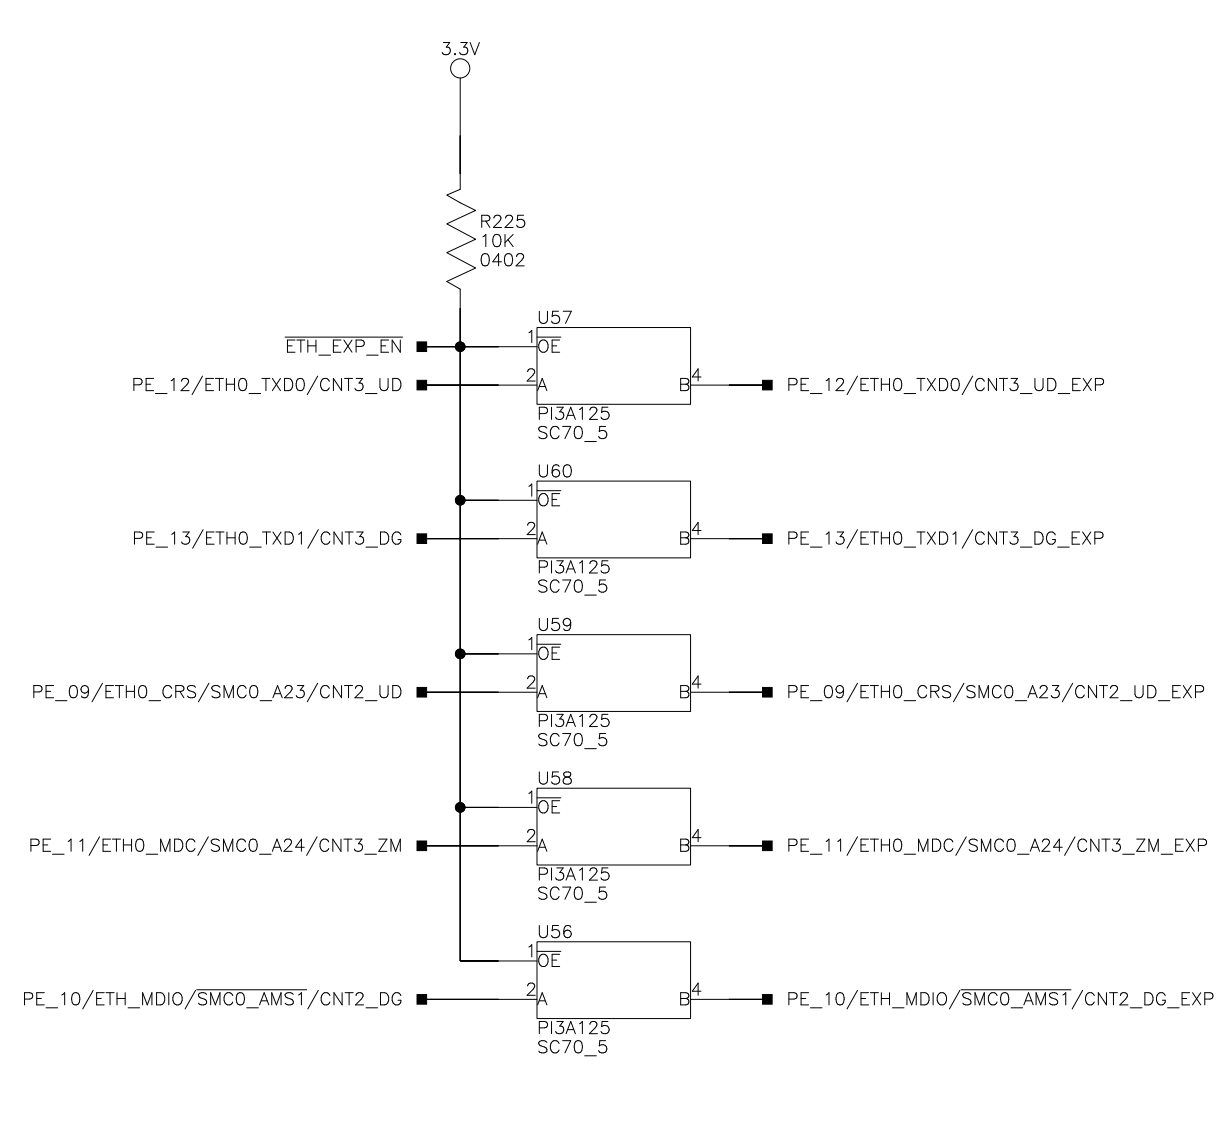 3.3V
R225
10K
0402
U57
ETH_EXP_EN
1
OE
PE_12/ETH0_TXD0/CNT3_UD
2
A
B
4
PE_12/ETH0_TXD0/CNT3_UD_EXP
PI3A125
SC70_5
U60
1
OE
PE_13/ETH0_TXD1/CNT3_DG
2
A
B
4
PE_13/ETH0_TXD1/CNT3_DG_EXP
PI3A125
SC70_5
U59
1
OE
PE_09/ETH0_CRS/SMC0_A23/CNT2_UD
2
A
B
4
PE_09/ETH0_CRS/SMC0_A23/CNT2_UD_EXP
PI3A125
SC70_5
U58
1
OE
PE_11/ETH0_MDC/SMC0_A24/CNT3_ZM
2
A
B
4
PE_11/ETH0_MDC/SMC0_A24/CNT3_ZM_EXP
PI3A125
SC70_5
U56
1
OE
PE_10/ETH_MDIO/SMC0_AMS1/CNT2_DG
2
A
B
4
PE_10/ETH_MDIO/SMC0_AMS1/CNT2_DG_EXP
PI3A125
SC70_5